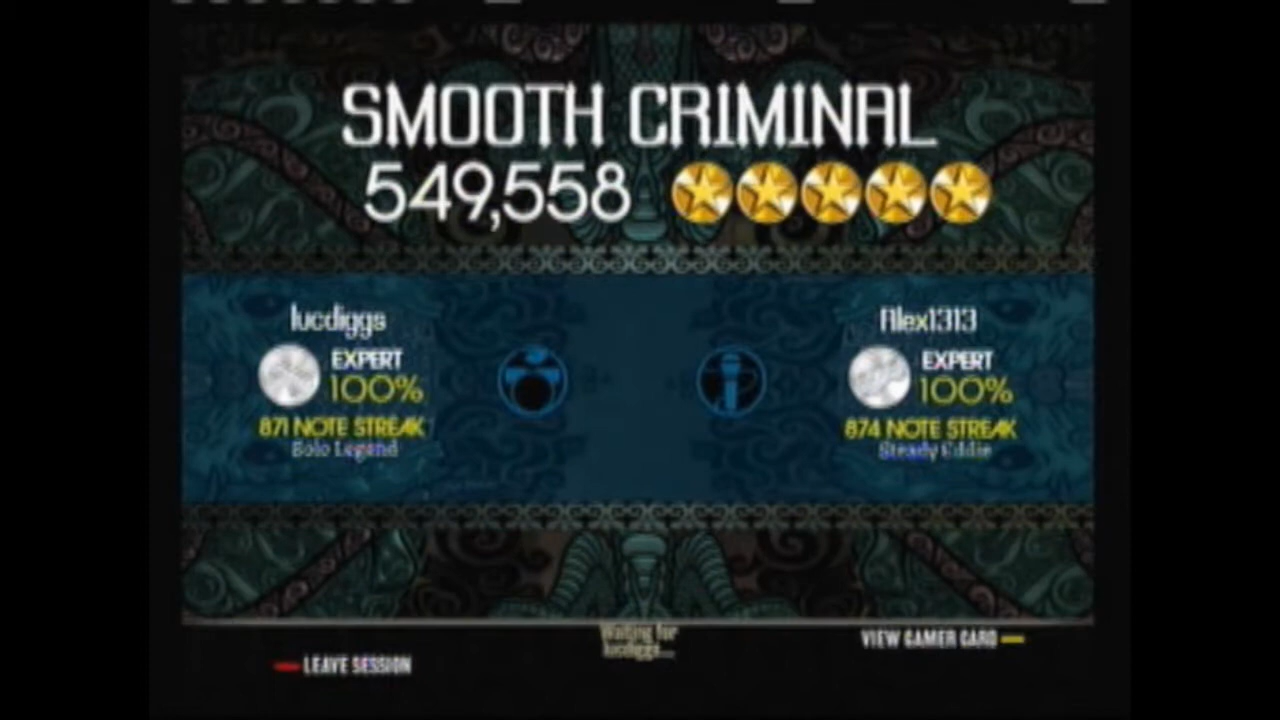 SMOOTH CRIMINAL
549,558
lucdiggs
EXPERT
100%
871 NOTE STREAK
Solo Legend
Alex1313
EXPERT
100%
874 NOTE STREAK
Steady Eddie
Waiting for
lucdiggs...
VIEW GAMER CARD
LEAVE SESSION